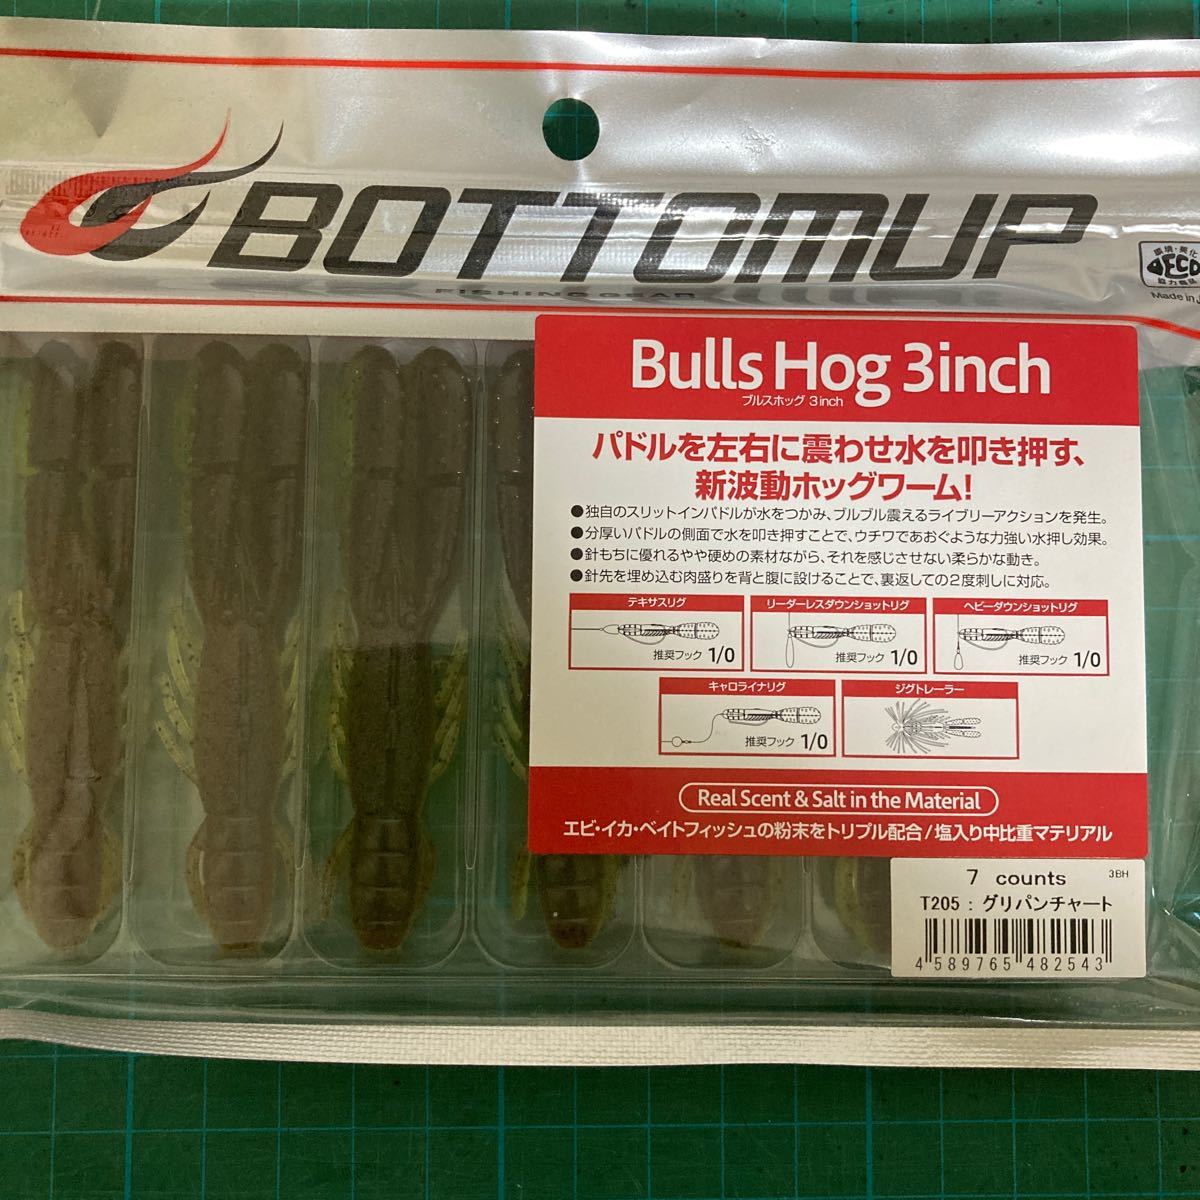 BOTTOMUP
FISHING GEAR
環境・美化
DECO
協力商法
Made in J
Bulls Hog 3inch
ブルスホッグ 3inch
パドルを左右に震わせ水を叩き押す、
新波動ホッグワーム!
●独自のスリットインパドルが水をつかみ、ブルブル震えるライブリーアクションを発生。
●分厚いパドルの側面で水を叩き押すことで、ウチワであおぐような力強い水押し効果。
●針もちに優れるやや硬めの素材ながら、それを感じさせない柔らかな動き。
●針先を埋め込む肉盛りを背と腹に設けることで、裏返しての2度刺しに対応。
テキサスリグ
推奨フック 1/0
リーダーレスダウンショットリグ
推奨フック 1/0
ヘビーダウンショットリグ
推奨フック 1/0
キャロライナリグ
推奨フック 1/0
ジグトレーラー
Real Scent & Salt in the Material
エビ・イカ・ベイトフィッシュの粉末をトリプル配合/塩入り中比重マテリアル
7 counts 3BH
T205 : グリパンチャート
4 589765 482543